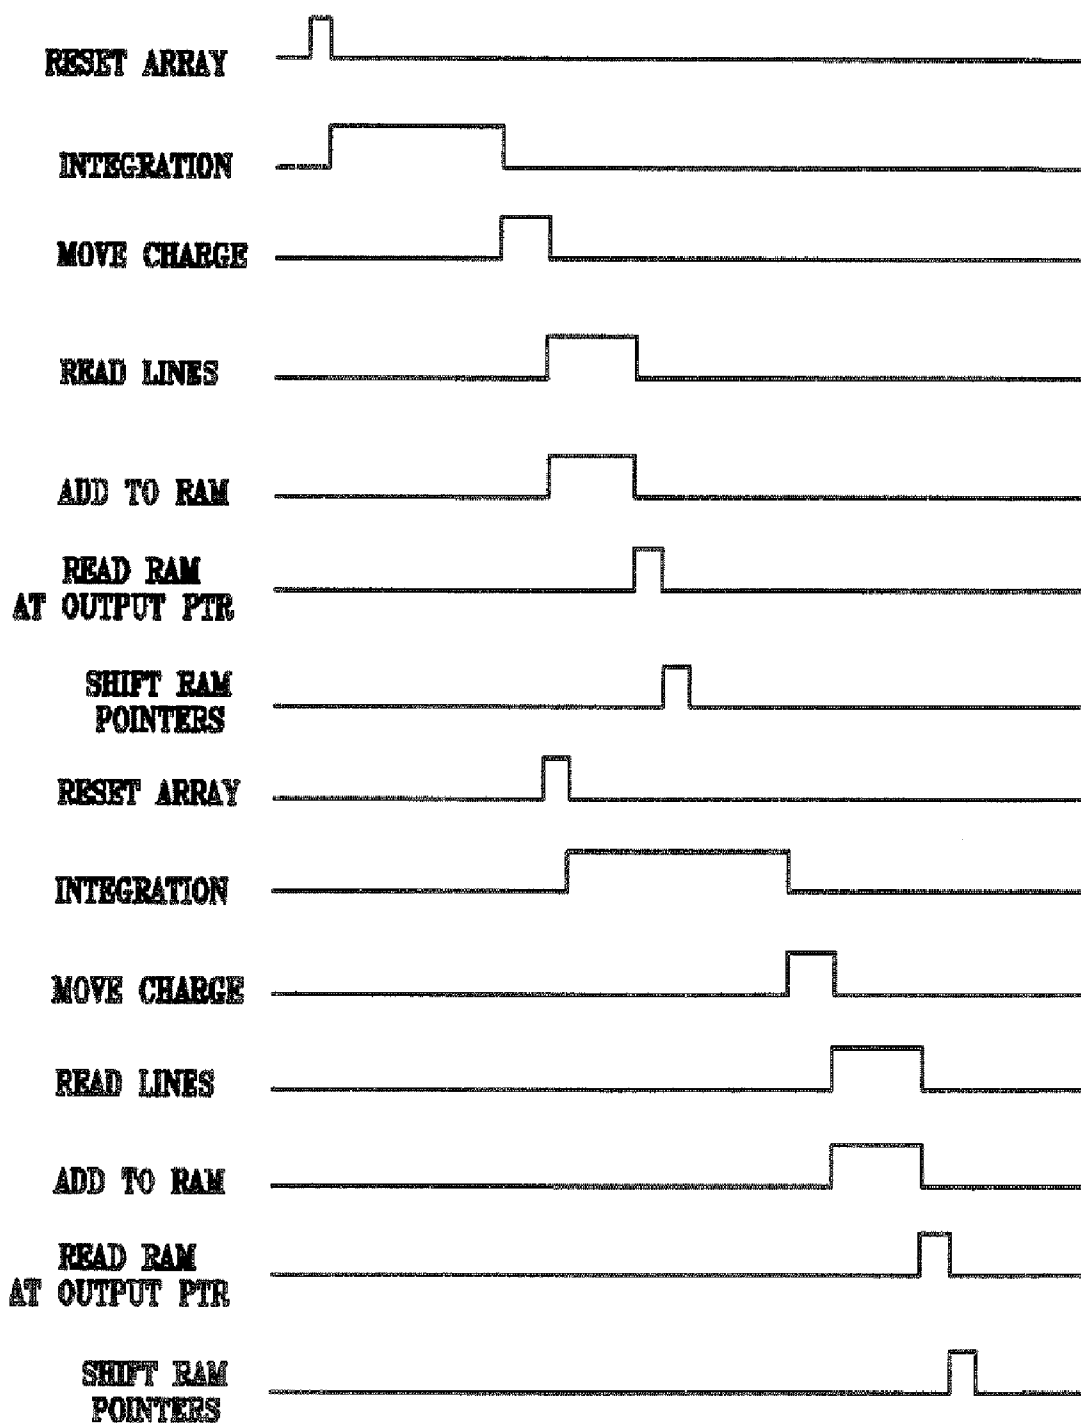 RESET ARRAY
INTEGRATION
MOVE CHARGE
READ LINES
ADD TO RAM
READ RAM
AT OUTPUT PTR
SHIFT RAM
POINTERS
RESET ARRAY
INTEGRATION
MOVE CHARGE
READ LINES
ADD TO RAM
READ RAM
AT OUTPUT PTR
SHIFT RAM
POINTERS